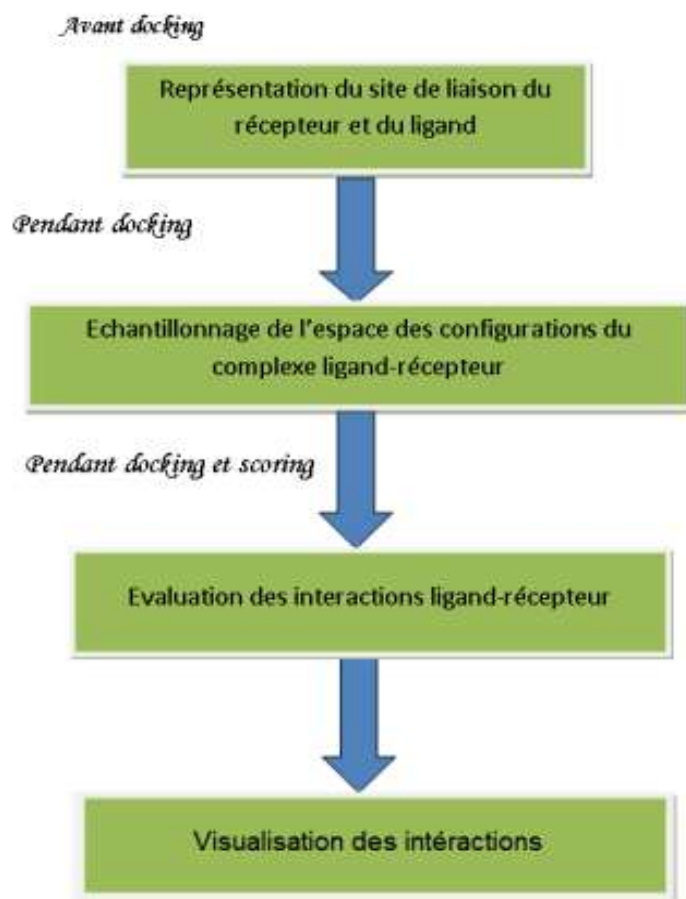 Avant docking
Représentation du site de liaison du
récepteur et du ligand
Pendant docking
Echantillonnage de l'espace des configurations du
complexe ligand-récepteur
Pendant docking et scoring
Evaluation des interactions ligand-récepteur
Visualisation des intéractions